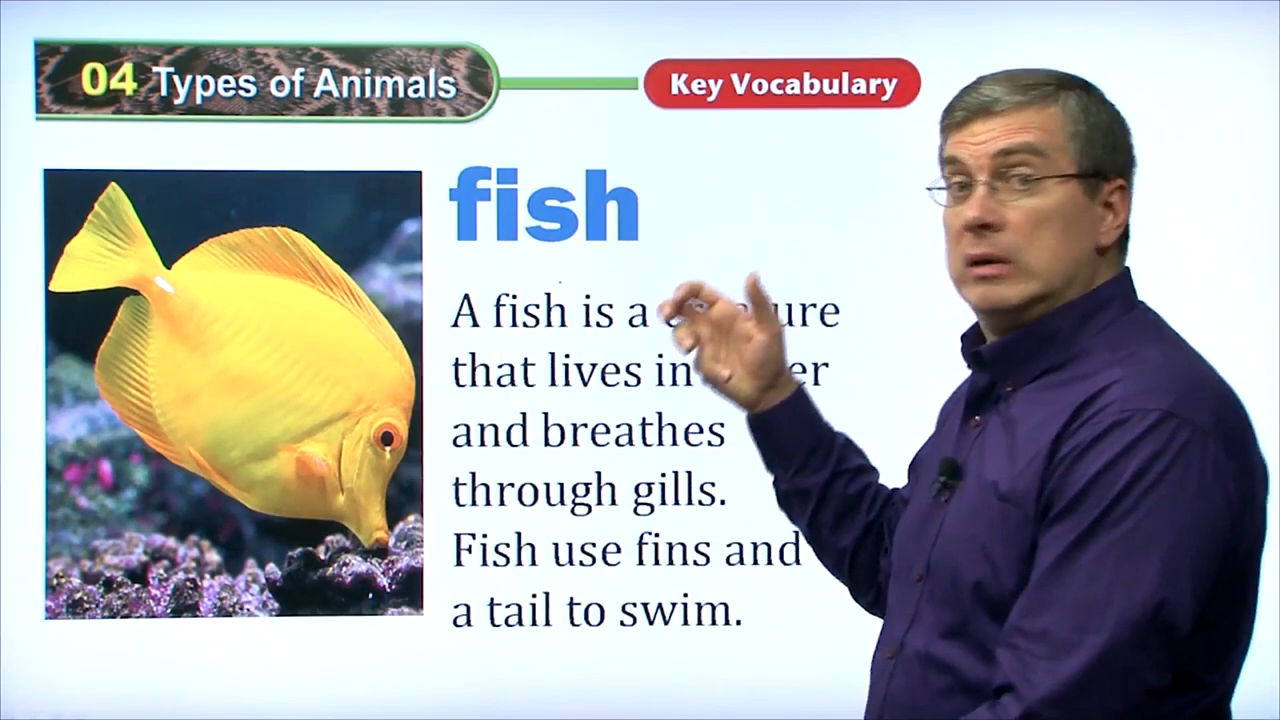 04 Types of Animals
Key Vocabulary
fish
A fish is a
that lives in
and breathes
through gills.
Fish use fins and
a tail to swim.